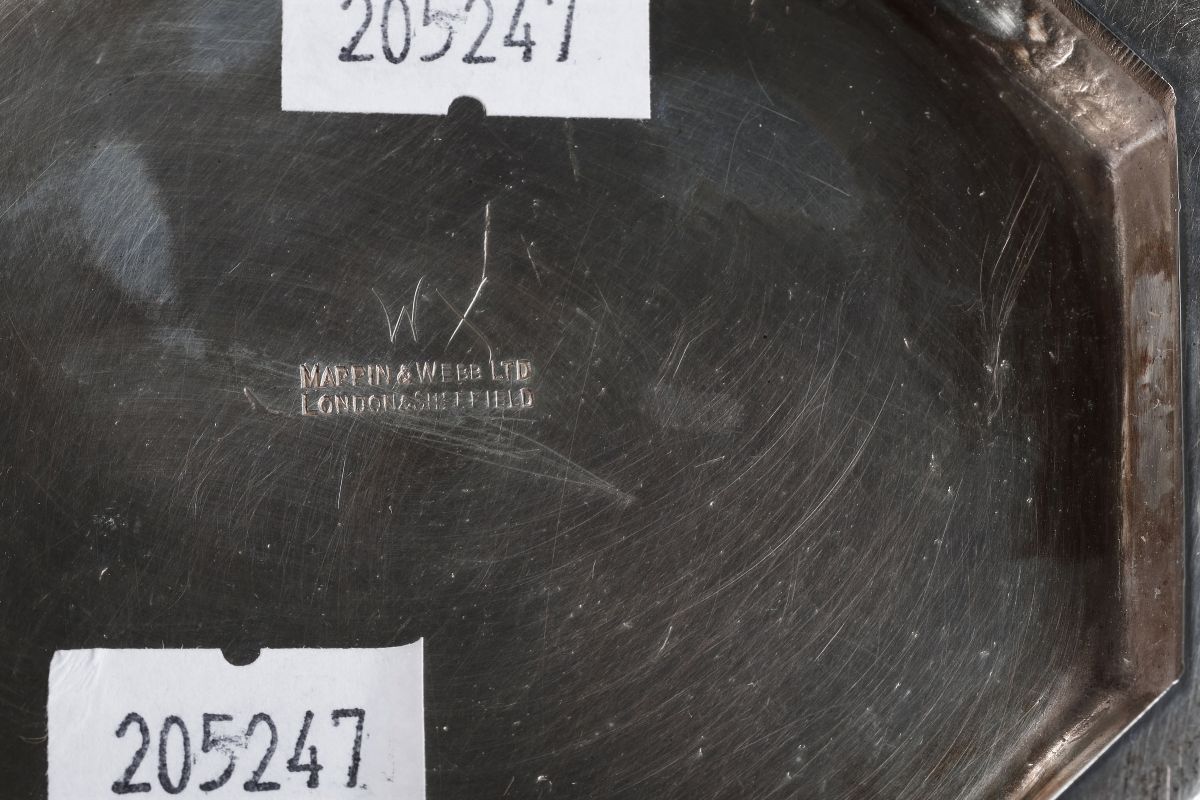 205247
W
MAPPIN & WEBB LTD
LONDON & SHEFFIELD
205247